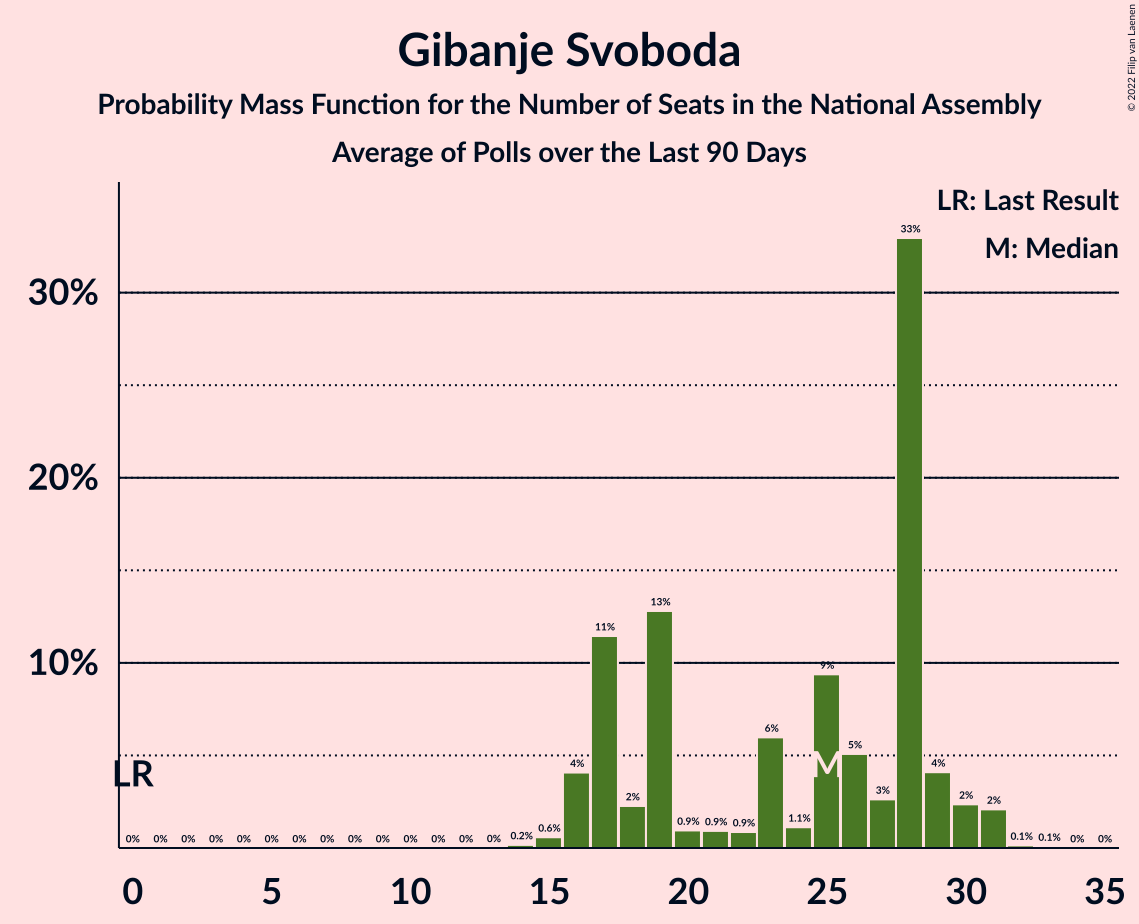 Gibanje Svoboda
Probability Mass Function for the Number of Seats in the National Assembly
Average of Polls over the Last 90 Days
© 2022 Filip van Laenen
LR: Last Result
M: Median
30%
20%
10%
LR
M
0% 0% 0% 0% 0% 0% 0% 0% 0% 0% 0% 0% 0% 0% 0.2% 0.6% 4% 11% 2% 13% 0.9% 0.9% 0.9% 6% 1.1% 9% 5% 3% 33% 4% 2% 2% 0.1% 0.1% 0% 0%
0 5 10 15 20 25 30 35